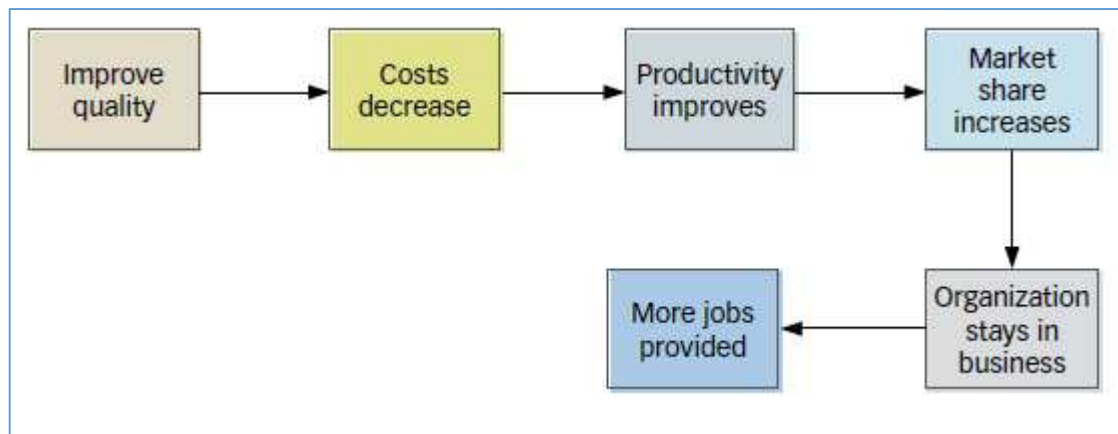 Improve
quality
Costs
decrease
Productivity
improves
Market
share
increases
Organization
stays in
business
More jobs
provided